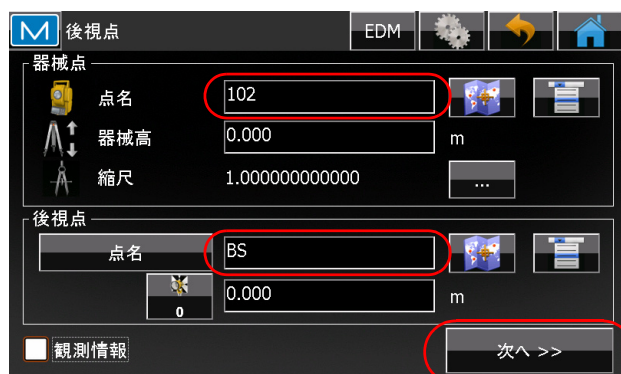 M 後視点 EDM
器械点
点名 102
器械高 0.000 m
縮尺 1.000000000000 ...
後視点
点名 BS
0 0.000 m
観測情報 次へ >>